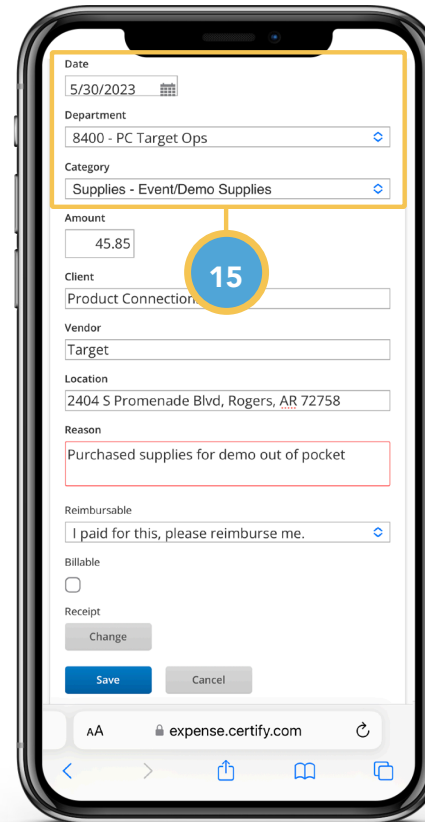 Date
5/30/2023
Department
8400 - PC Target Ops
Category
Supplies - Event/Demo Supplies
Amount
45.85
15
Client
Product Connection
Vendor
Target
Location
2404 S Promenade Blvd, Rogers, AR 72758
Reason
Purchased supplies for demo out of pocket
Reimbursable
I paid for this, please reimburse me.
Billable
Receipt
Change
Save Cancel
AA expense.certify.com